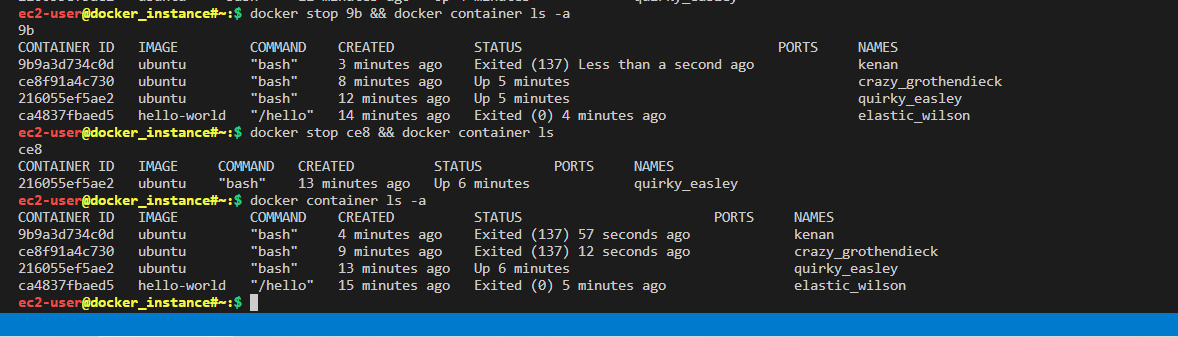 ec2-user@docker_instance#~:$ docker stop 9b && docker container ls -a
9b
CONTAINER ID   IMAGE         COMMAND    CREATED          STATUS                                PORTS     NAMES
9b9a3d734c0d   ubuntu        "bash"     3 minutes ago    Exited (137) Less than a second ago             kenan
ce8f91a4c730   ubuntu        "bash"     8 minutes ago    Up 5 minutes                                    crazy_grothendieck
216055ef5ae2   ubuntu        "bash"     12 minutes ago   Up 5 minutes                                    quirky_easley
ca4837fbaed5   hello-world   "/hello"   14 minutes ago   Exited (0) 4 minutes ago                        elastic_wilson
ec2-user@docker_instance#~:$ docker stop ce8 && docker container ls
ce8
CONTAINER ID   IMAGE     COMMAND   CREATED          STATUS         PORTS     NAMES
216055ef5ae2   ubuntu    "bash"    13 minutes ago   Up 6 minutes             quirky_easley
ec2-user@docker_instance#~:$ docker container ls -a
CONTAINER ID   IMAGE         COMMAND    CREATED          STATUS                        PORTS     NAMES
9b9a3d734c0d   ubuntu        "bash"     4 minutes ago    Exited (137) 57 seconds ago             kenan
ce8f91a4c730   ubuntu        "bash"     9 minutes ago    Exited (137) 12 seconds ago             crazy_grothendieck
216055ef5ae2   ubuntu        "bash"     13 minutes ago   Up 6 minutes                            quirky_easley
ca4837fbaed5   hello-world   "/hello"   15 minutes ago   Exited (0) 5 minutes ago                elastic_wilson
ec2-user@docker_instance#~:$